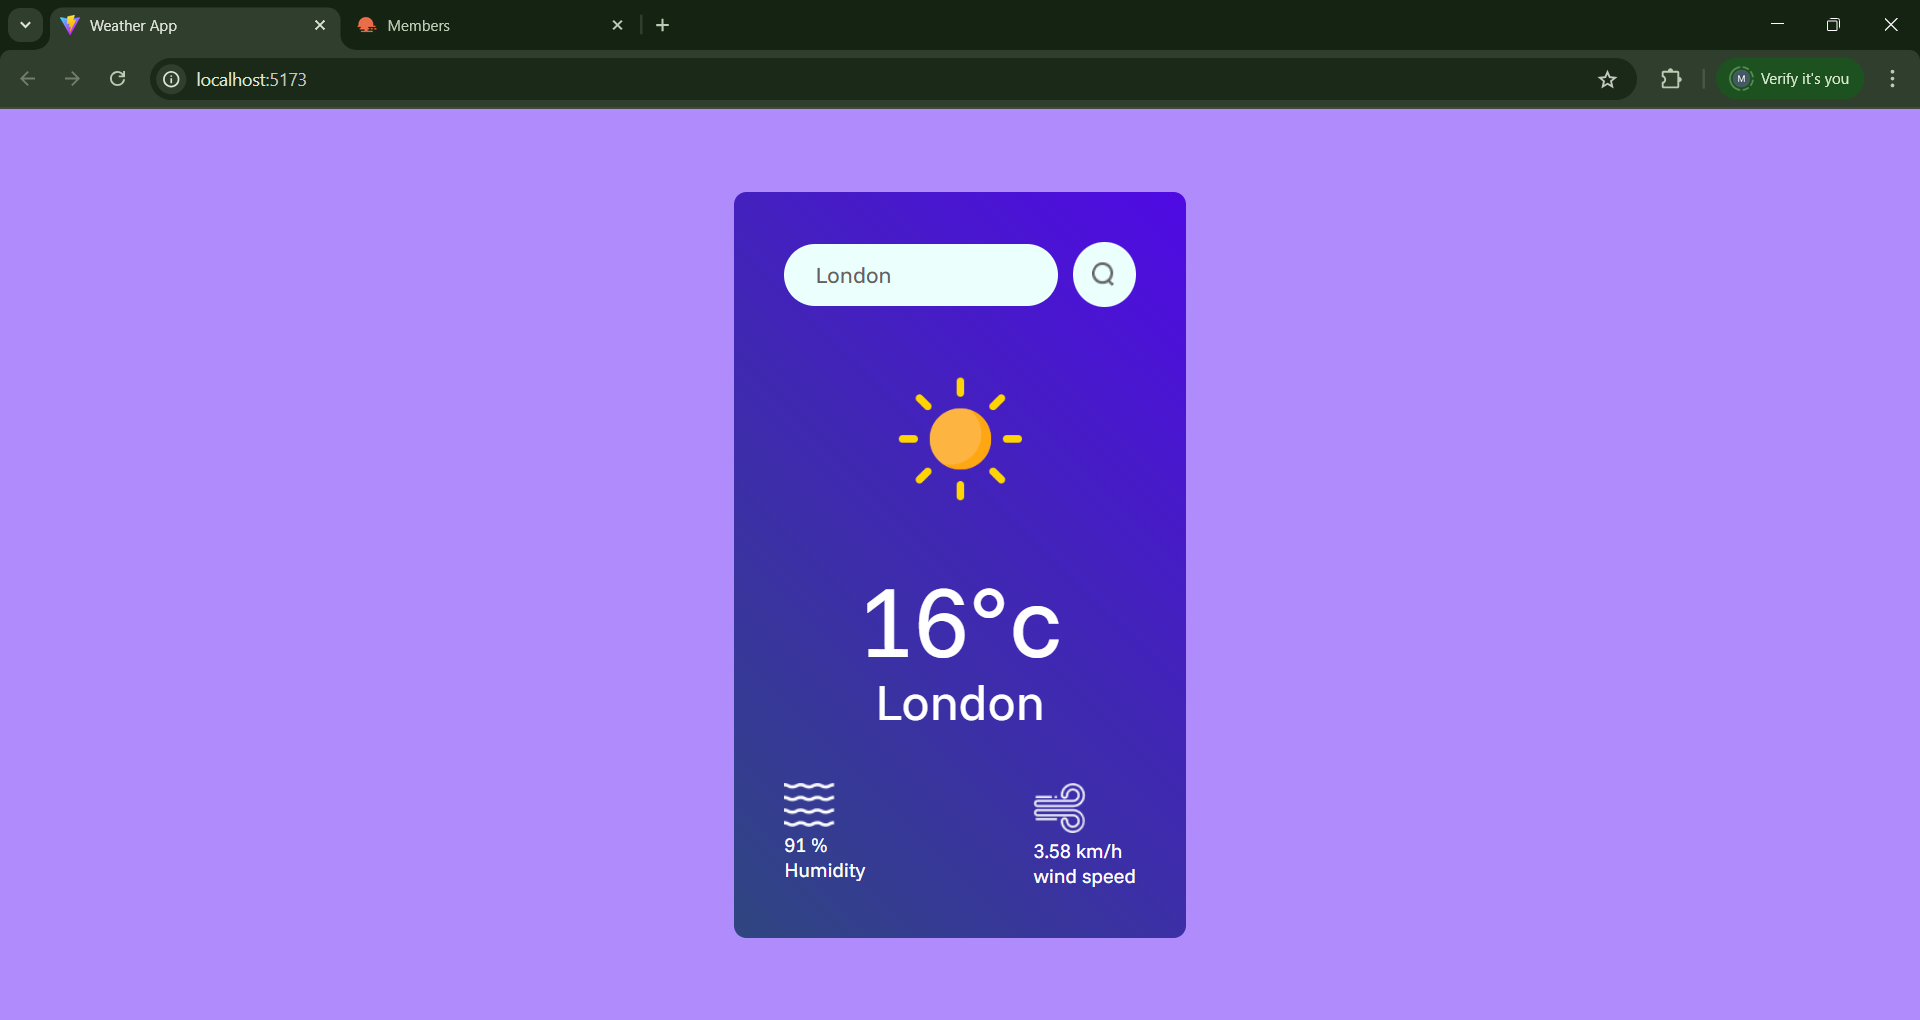 Weather App
Members
localhost:5173
M
Verify it's you
London
16°c
London
91 %
Humidity
3.58 km/h
wind speed